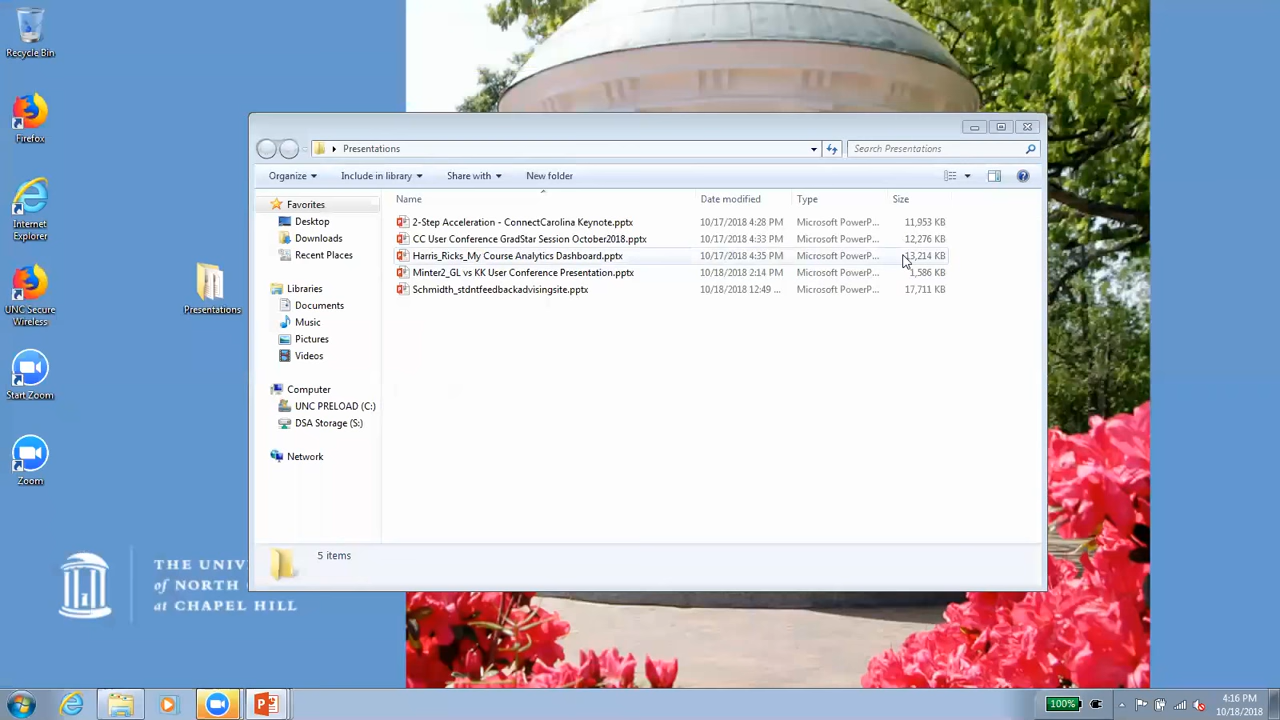 Recycle Bin
Firefox
Internet
Explorer
UNC Secure
Wireless
Start Zoom
Zoom
Presentations
THE UNIV
of NORTH C
at CHAPEL HILL
Presentations
Search Presentations
Organize Include in library Share with New folder
Name Date modified Type Size
2-Step Acceleration - ConnectCarolina Keynote.pptx 10/17/2018 4:28 PM Microsoft PowerP... 11,953 KB
CC User Conference GradStar Session October2018.pptx 10/17/2018 4:33 PM Microsoft PowerP... 12,276 KB
Harris_Ricks_My Course Analytics Dashboard.pptx 10/17/2018 4:35 PM Microsoft PowerP... 13,214 KB
Minter2_GL vs KK User Conference Presentation.pptx 10/18/2018 2:14 PM Microsoft PowerP... 1,586 KB
Schmidth_stdntfeedbackadvisingsite.pptx 10/18/2018 12:49 ... Microsoft PowerP... 17,711 KB
Favorites
Desktop
Downloads
Recent Places
Libraries
Documents
Music
Pictures
Videos
Computer
UNC PRELOAD (C:)
DSA Storage (S:)
Network
5 items
100%
4:16 PM
10/18/2018